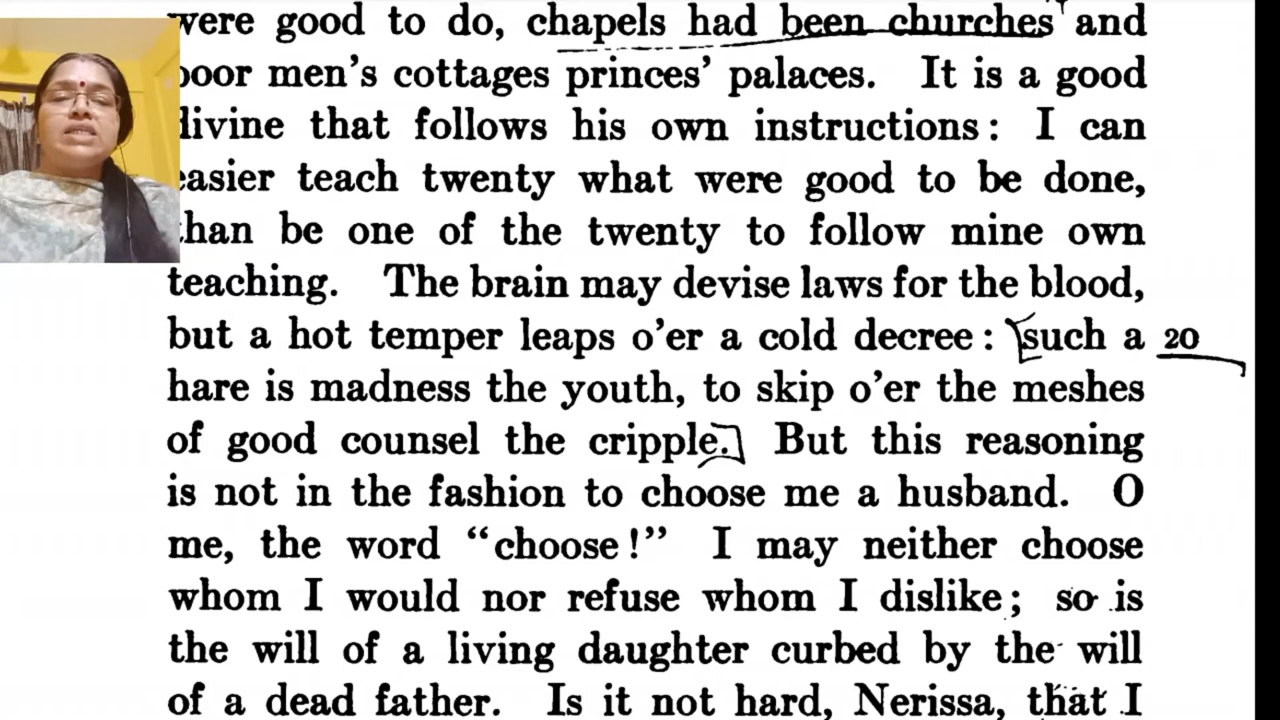 were good to do, chapels had been churches and
poor men's cottages princes' palaces. It is a good
divine that follows his own instructions: I can
easier teach twenty what were good to be done,
than be one of the twenty to follow mine own
teaching. The brain may devise laws for the blood,
but a hot temper leaps o'er a cold decree: such a 20
hare is madness the youth, to skip o'er the meshes
of good counsel the cripple. But this reasoning
is not in the fashion to choose me a husband. O
me, the word "choose!" I may neither choose
whom I would nor refuse whom I dislike; so is
the will of a living daughter curbed by the will
of a dead father. Is it not hard, Nerissa, that I